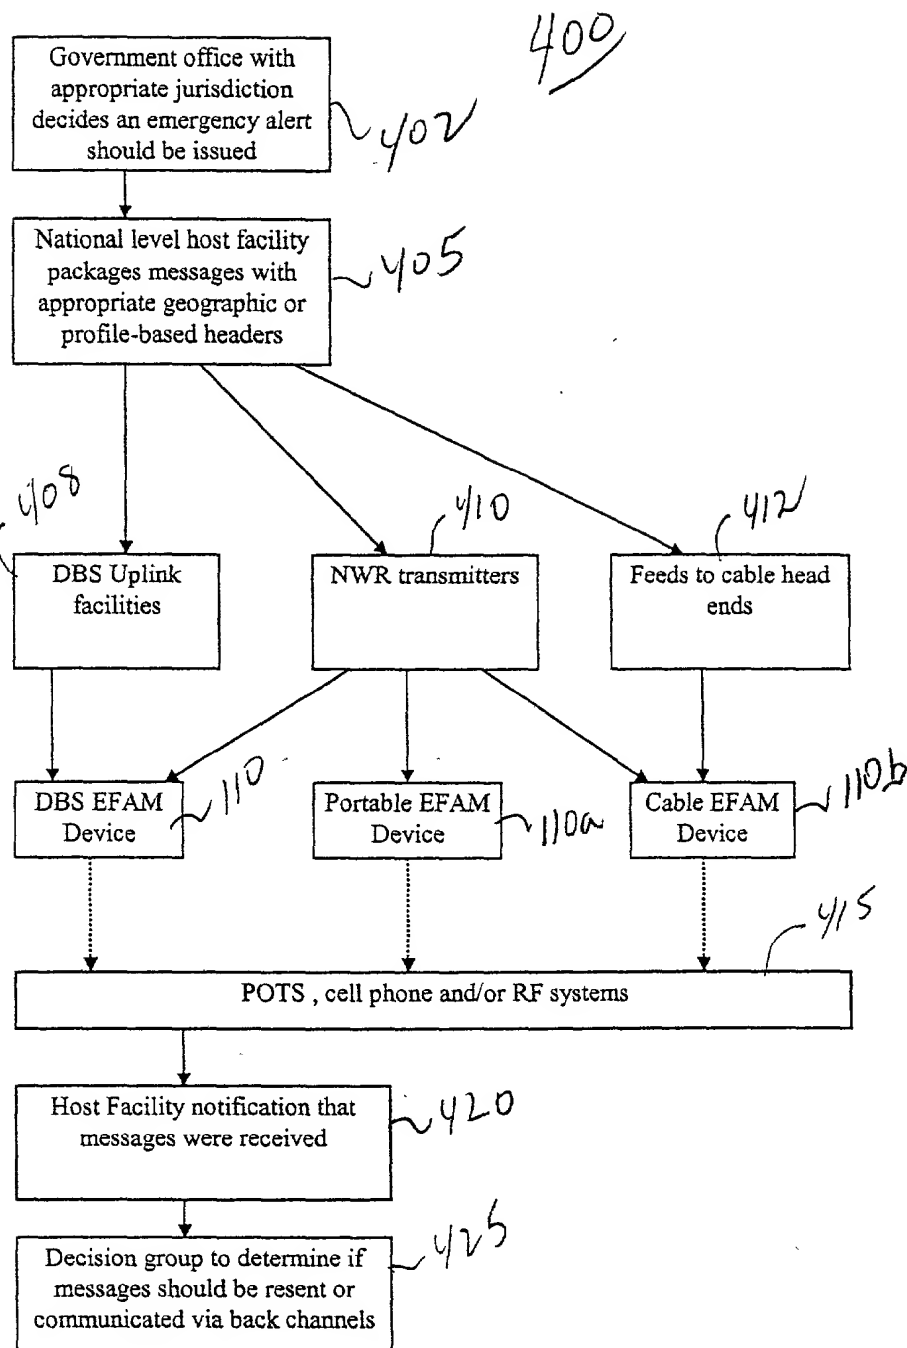 400
Government office with
appropriate jurisdiction
decides an emergency alert
should be issued
402
National level host facility
packages messages with
appropriate geographic or
profile-based headers
405
408
410
412
DBS Uplink
facilities
NWR transmitters
Feeds to cable head
ends
DBS EFAM
Device
110
Portable EFAM
Device
110a
Cable EFAM
Device
110b
415
POTS , cell phone and/or RF systems
Host Facility notification that
messages were received
420
Decision group to determine if
messages should be resent or
communicated via back channels
425